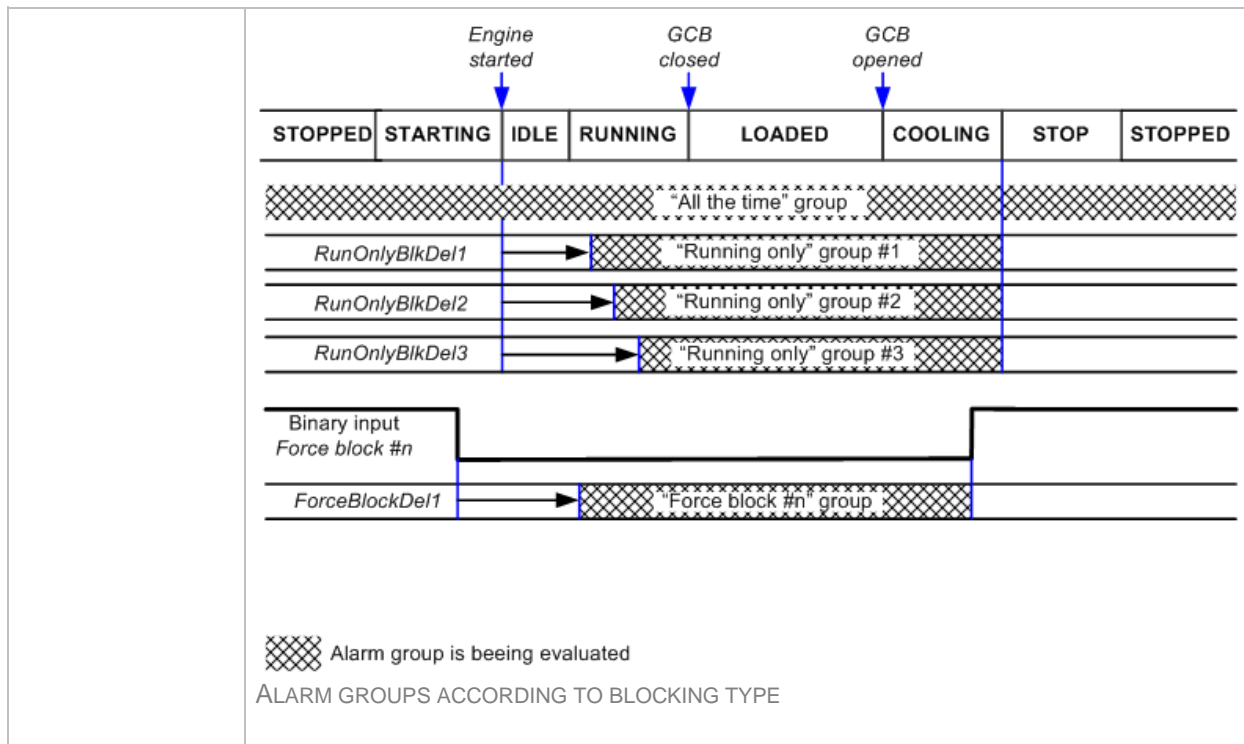 Engine started
GCB closed
GCB opened
STOPPED STARTING IDLE RUNNING LOADED COOLING STOP STOPPED
“All the time” group
RunOnlyBlkDel1 “Running only” group #1
RunOnlyBlkDel2 “Running only” group #2
RunOnlyBlkDel3 “Running only” group #3
Binary input
Force block #n
ForceBlockDel1 “Force block #n” group
Alarm group is beeing evaluated
ALARM GROUPS ACCORDING TO BLOCKING TYPE